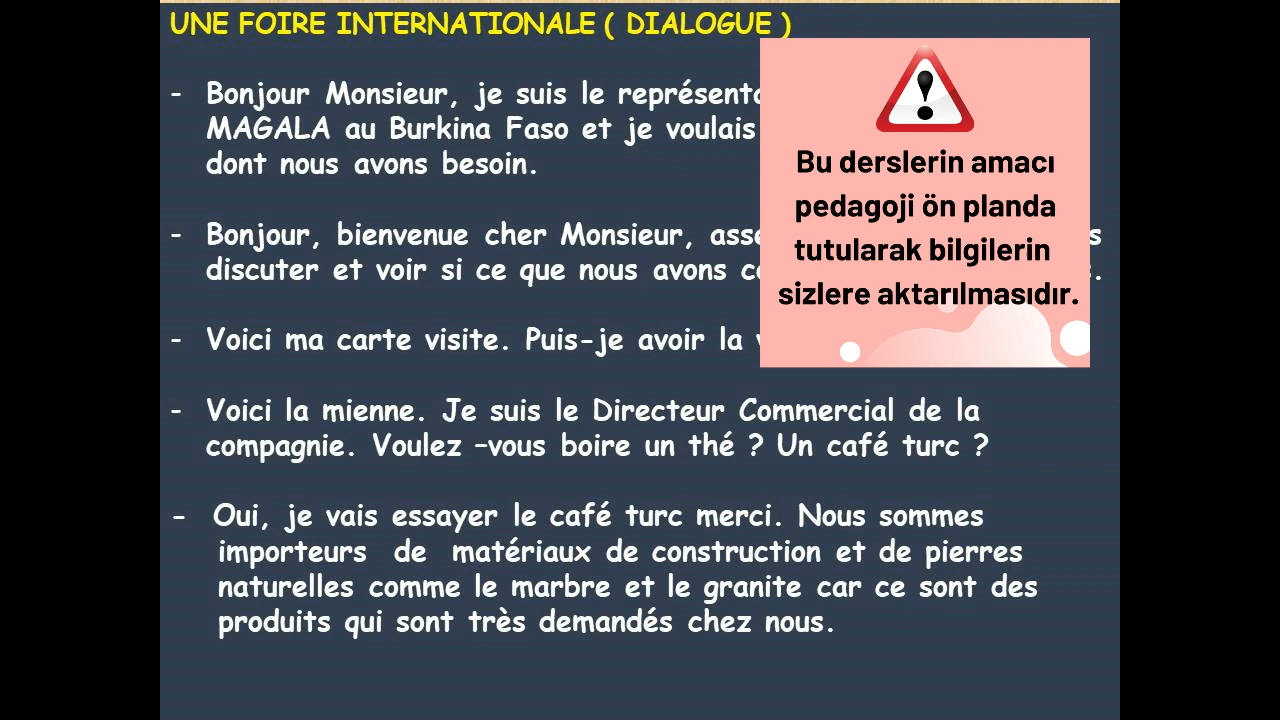 UNE FOIRE INTERNATIONALE ( DIALOGUE )
- Bonjour Monsieur, je suis le
MAGALA au Burkina Faso et je voulais
dont nous avons besoin.
- Bonjour, bienvenue cher Monsieur,
discuter et voir si ce que nous avons
- Voici ma carte visite. Puis-je avoir la
- Voici la mienne. Je suis le Directeur Commercial de la
compagnie. Voulez –vous boire un thé ? Un café turc ?
- Oui, je vais essayer le café turc merci. Nous sommes
importeurs de matériaux de construction et de pierres
naturelles comme le marbre et le granite car ce sont des
produits qui sont très demandés chez nous.
Bu derslerin amacı
pedagoji ön planda
tutularak bilgilerin
sizlere aktarılmasıdır.